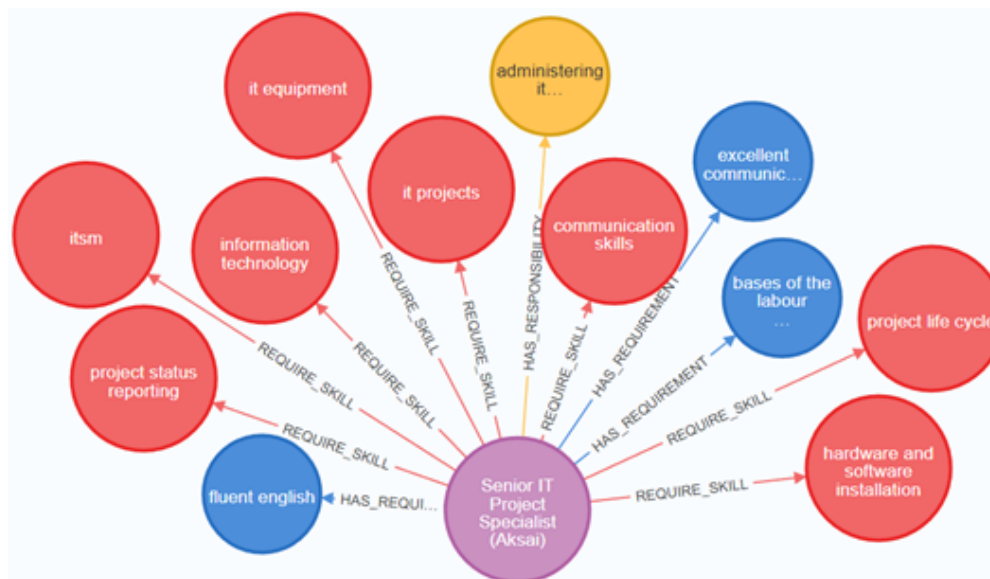 it equipment
administering
it…
excellent
communic…
it projects
communication
skills
itsm
information
technology
bases of the
labour
…
project life cycle
project status
reporting
hardware and
software
installation
fluent english
Senior IT
Project
Specialist
(Aksai)
REQUIRE_SKILL
REQUIRE_SKILL
REQUIRE_SKILL
REQUIRE_SKILL
REQUIRE_SKILL
HAS_REQUI…
HAS_RESPONSIBILITY
REQUIRE_SKILL
HAS_REQUIREMENT
HAS_REQUIREMENT
REQUIRE_SKILL
REQUIRE_SKILL